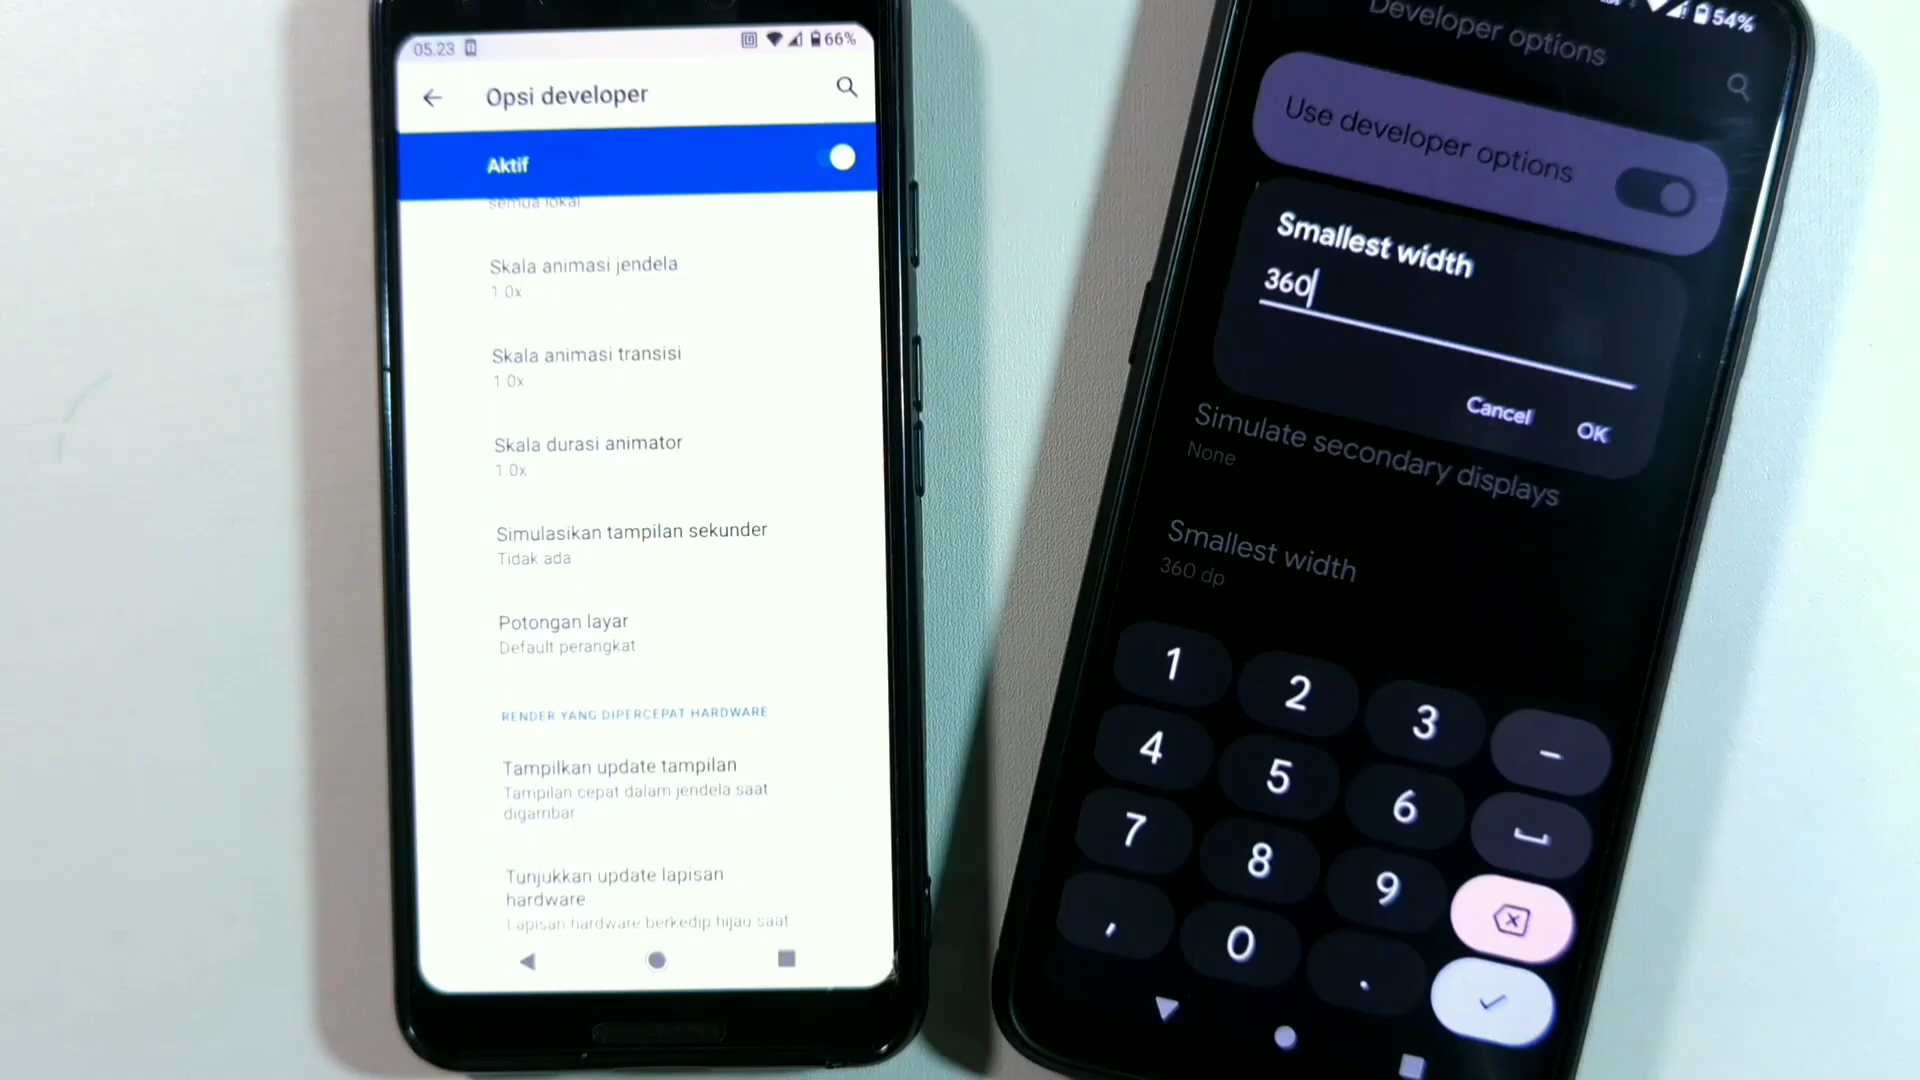 05.23
66%
Opsi developer
Aktif
semua lokal
Skala animasi jendela
1.0x
Skala animasi transisi
1.0x
Skala durasi animator
1.0x
Simulasikan tampilan sekunder
Tidak ada
Potongan layar
Default perangkat
RENDER YANG DIPERCEPAT HARDWARE
Tampilkan update tampilan
Tampilan cepat dalam jendela saat
digambar
Tunjukkan update lapisan
hardware
Lapisan hardware berkedip hijau saat
54%
Developer options
Use developer options
Smallest width
360
Cancel OK
Simulate secondary displays
None
Smallest width
360 dp
1 2 3 -
4 5 6
7 8 9
, 0 .